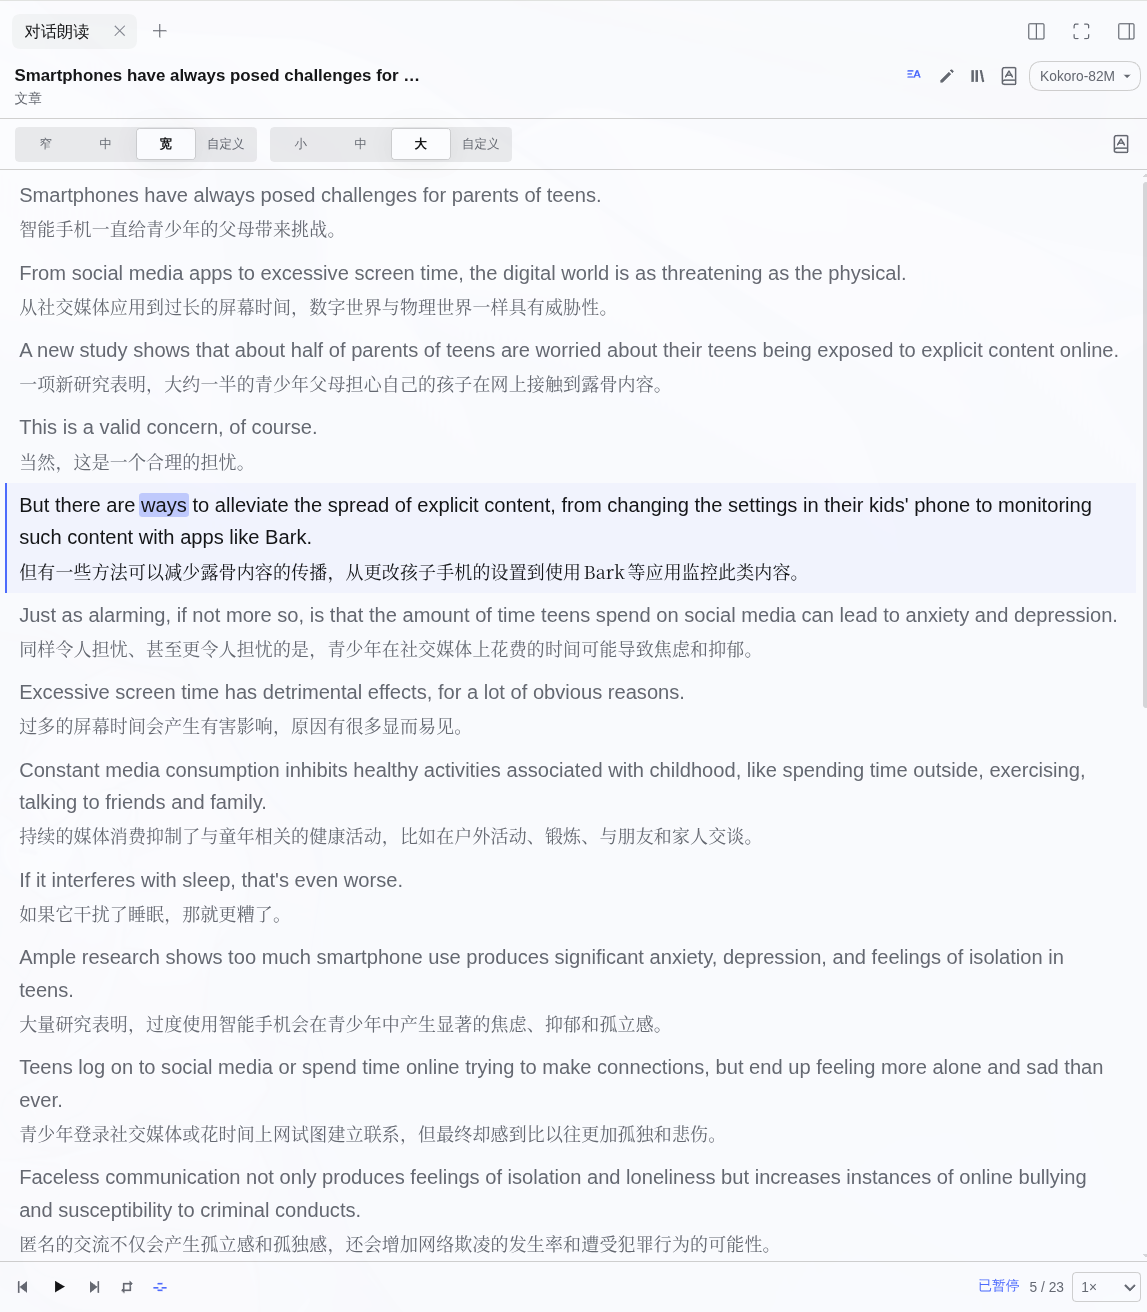 对话朗读
Smartphones have always posed challenges for …
文章
Kokoro-82M
窄 中 宽 自定义 小 中 大 自定义
Smartphones have always posed challenges for parents of teens.
智能手机一直给青少年的父母带来挑战。
From social media apps to excessive screen time, the digital world is as threatening as the physical.
从社交媒体应用到过长的屏幕时间，数字世界与物理世界一样具有威胁性。
A new study shows that about half of parents of teens are worried about their teens being exposed to explicit content online.
一项新研究表明，大约一半的青少年父母担心自己的孩子在网上接触到露骨内容。
This is a valid concern, of course.
当然，这是一个合理的担忧。
But there are ways to alleviate the spread of explicit content, from changing the settings in their kids' phone to monitoring
such content with apps like Bark.
但有一些方法可以减少露骨内容的传播，从更改孩子手机的设置到使用 Bark 等应用监控此类内容。
Just as alarming, if not more so, is that the amount of time teens spend on social media can lead to anxiety and depression.
同样令人担忧、甚至更令人担忧的是，青少年在社交媒体上花费的时间可能导致焦虑和抑郁。
Excessive screen time has detrimental effects, for a lot of obvious reasons.
过多的屏幕时间会产生有害影响，原因有很多显而易见。
Constant media consumption inhibits healthy activities associated with childhood, like spending time outside, exercising,
talking to friends and family.
持续的媒体消费抑制了与童年相关的健康活动，比如在户外活动、锻炼、与朋友和家人交谈。
If it interferes with sleep, that's even worse.
如果它干扰了睡眠，那就更糟了。
Ample research shows too much smartphone use produces significant anxiety, depression, and feelings of isolation in
teens.
大量研究表明，过度使用智能手机会在青少年中产生显著的焦虑、抑郁和孤立感。
Teens log on to social media or spend time online trying to make connections, but end up feeling more alone and sad than
ever.
青少年登录社交媒体或花时间上网试图建立联系，但最终却感到比以往更加孤独和悲伤。
Faceless communication not only produces feelings of isolation and loneliness but increases instances of online bullying
and susceptibility to criminal conducts.
匿名的交流不仅会产生孤立感和孤独感，还会增加网络欺凌的发生率和遭受犯罪行为的可能性。
已暂停 5 / 23 1×